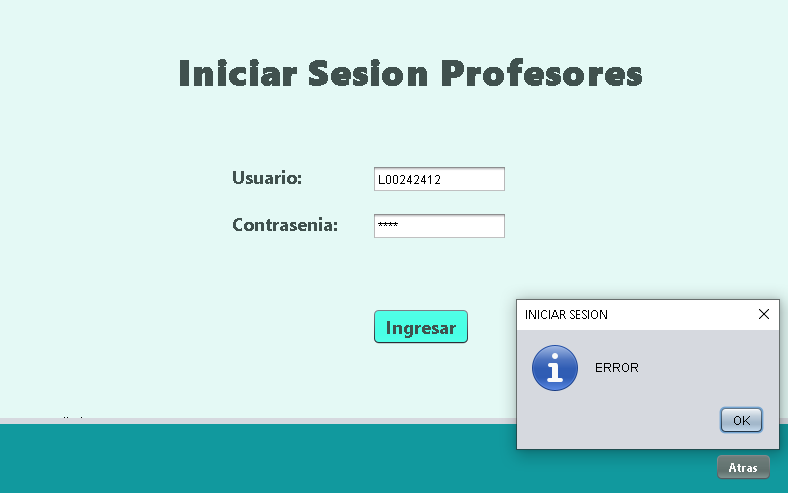 Iniciar Sesion Profesores
Usuario:
L00242412
Contrasenia:
****
Ingresar
INICIAR SESION
ERROR
OK
Atras